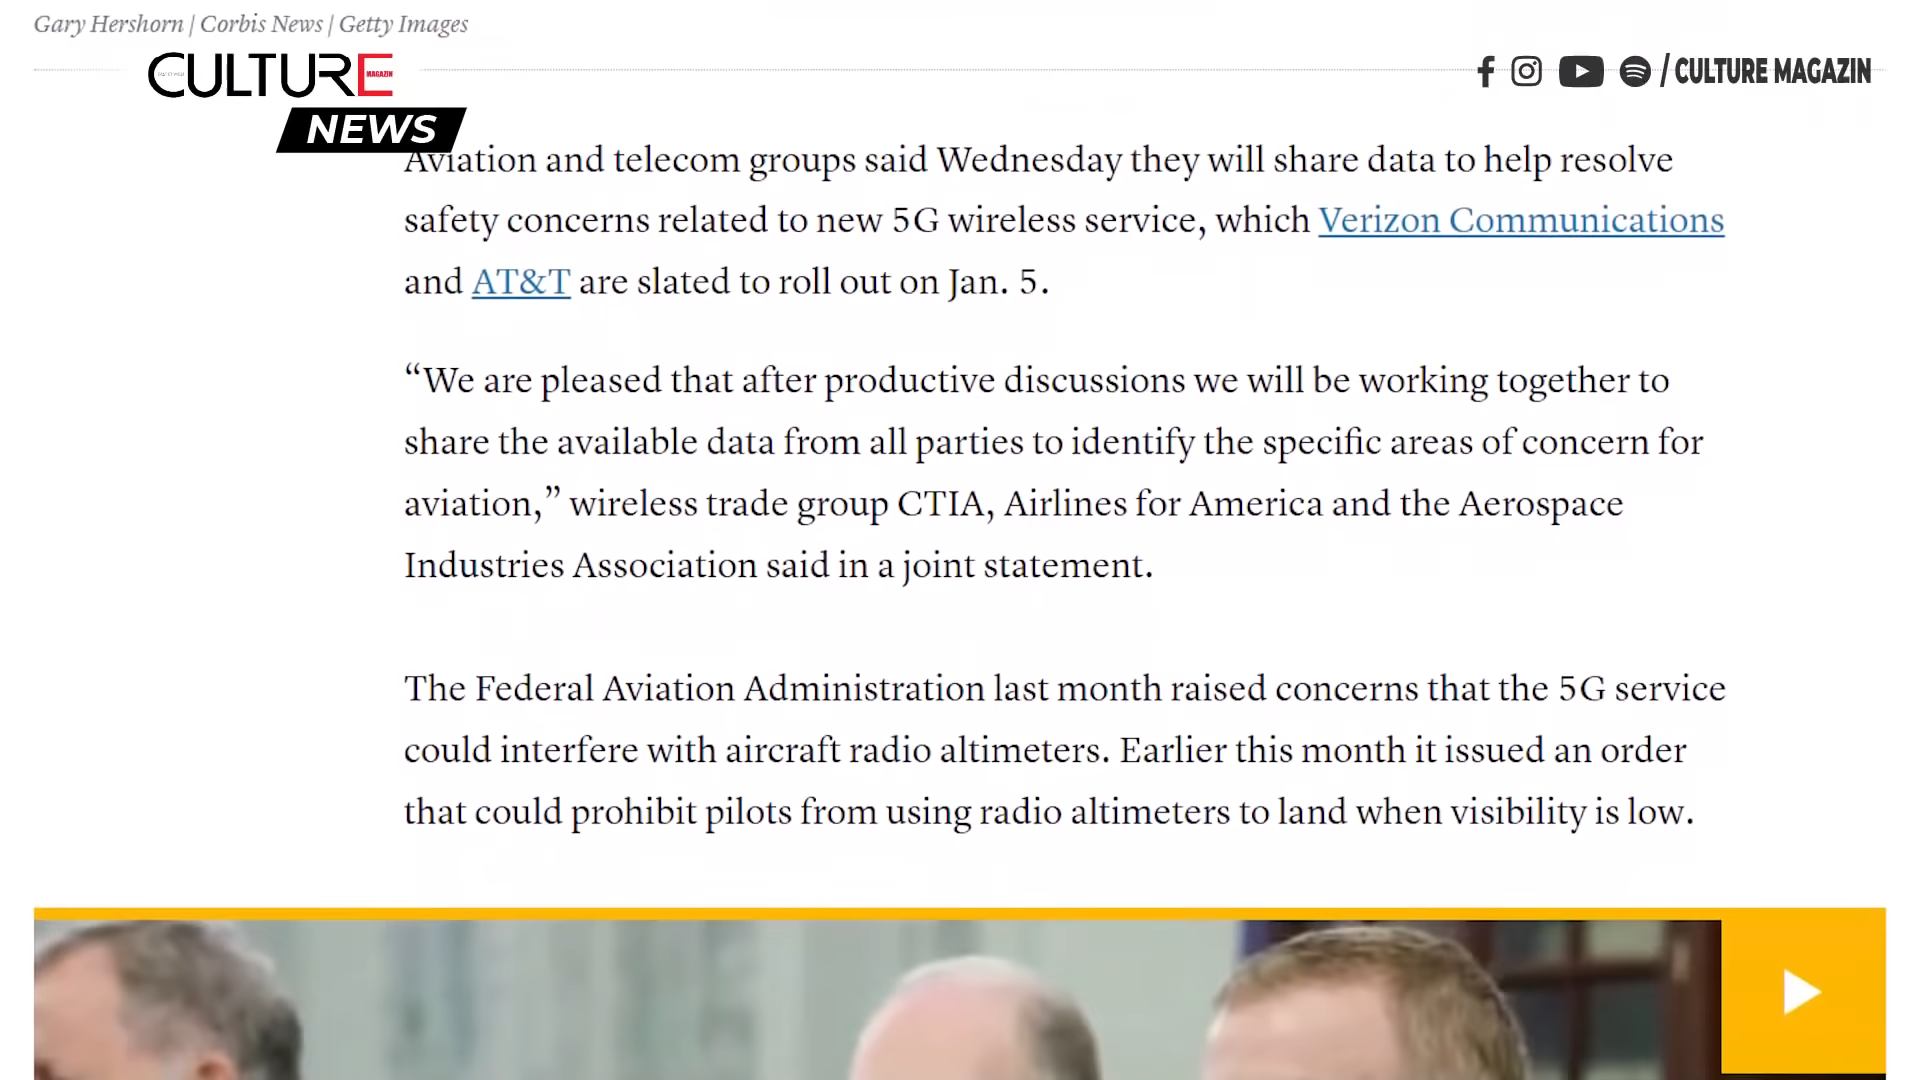 Gary Hershorn | Corbis News | Getty Images
CULTURE MAGAZIN
NEWS
/ CULTURE MAGAZIN
Aviation and telecom groups said Wednesday they will share data to help resolve
safety concerns related to new 5G wireless service, which Verizon Communications
and AT&T are slated to roll out on Jan. 5.
“We are pleased that after productive discussions we will be working together to
share the available data from all parties to identify the specific areas of concern for
aviation,” wireless trade group CTIA, Airlines for America and the Aerospace
Industries Association said in a joint statement.
The Federal Aviation Administration last month raised concerns that the 5G service
could interfere with aircraft radio altimeters. Earlier this month it issued an order
that could prohibit pilots from using radio altimeters to land when visibility is low.